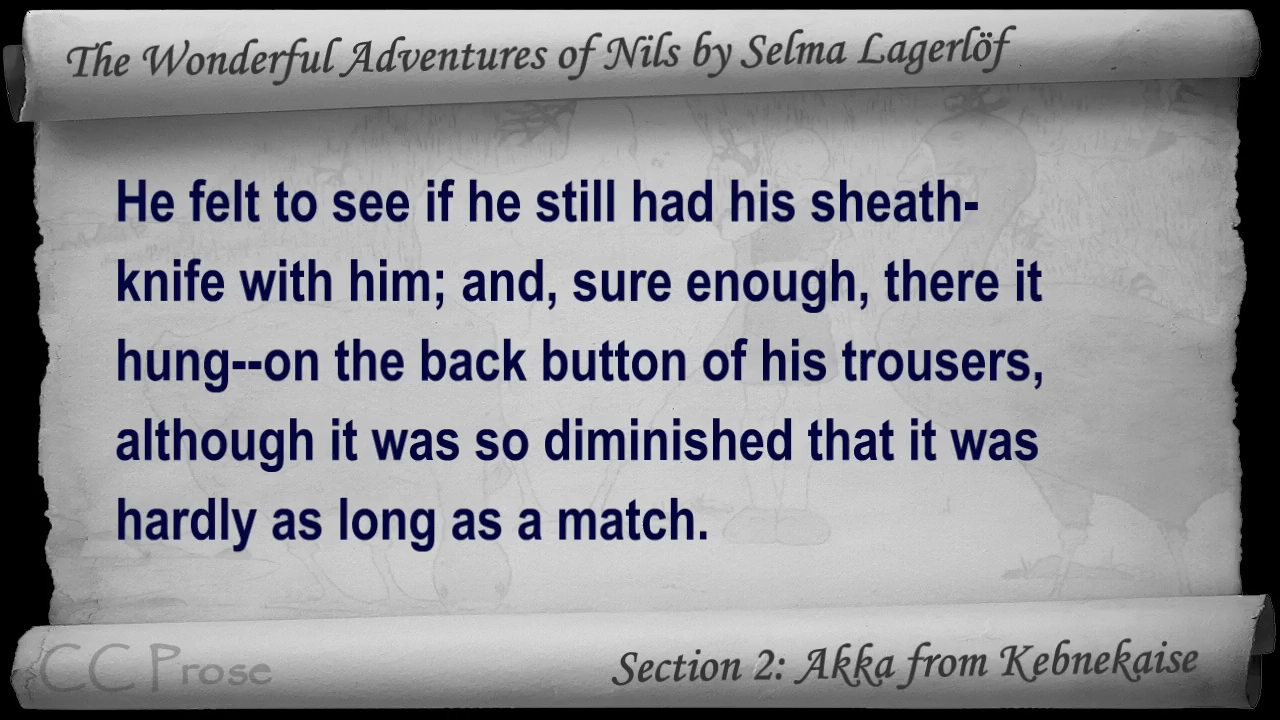 The Wonderful Adventures of Nils by Selma Lagerlöf
He felt to see if he still had his sheath-
knife with him; and, sure enough, there it
hung--on the back button of his trousers,
although it was so diminished that it was
hardly as long as a match.
CC Prose
Section 2: Akka from Kebnekaise